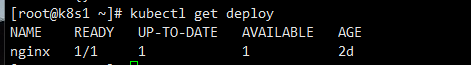 [root@k8s1 ~]# kubectl get deploy
NAME    READY   UP-TO-DATE   AVAILABLE   AGE
nginx   1/1     1            1           2d